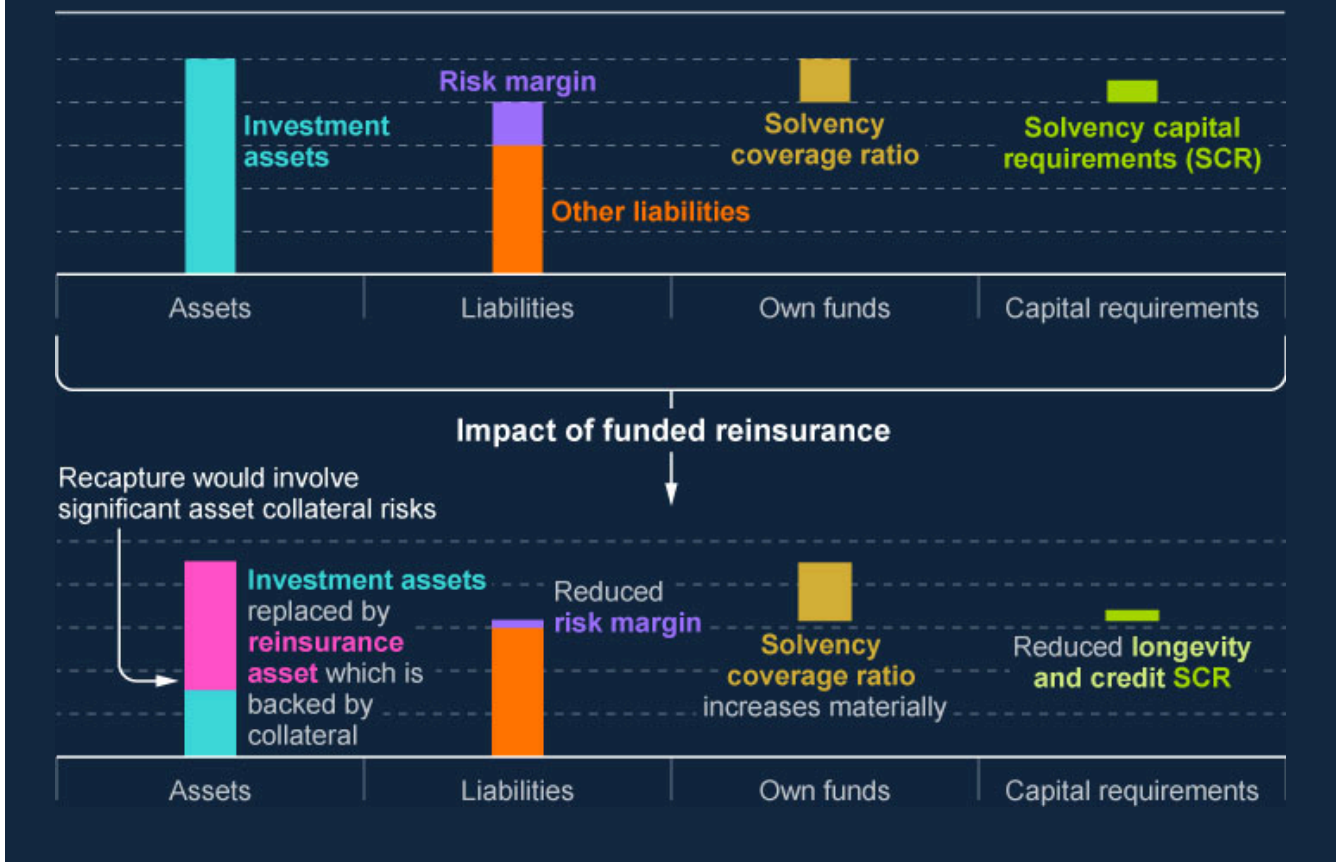 Risk margin
Investment
assets
Solvency
coverage ratio
Solvency capital
requirements (SCR)
Other liabilities
Assets
Liabilities
Own funds
Capital requirements
Impact of funded reinsurance
Recapture would involve
significant asset collateral risks
Investment assets
replaced by
reinsurance
asset which is
backed by
collateral
Reduced
risk margin
Solvency
coverage ratio
increases materially
Reduced longevity
and credit SCR
Assets
Liabilities
Own funds
Capital requirements